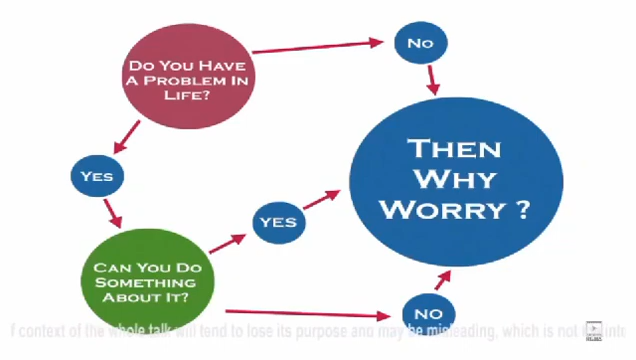 DO YOU HAVE
A PROBLEM IN
LIFE?
NO
YES
THEN
WHY
WORRY ?
YES
CAN YOU DO
SOMETHING
ABOUT IT?
NO
f context of the whole talk will tend to lose its purpose and may be misleading, which is not